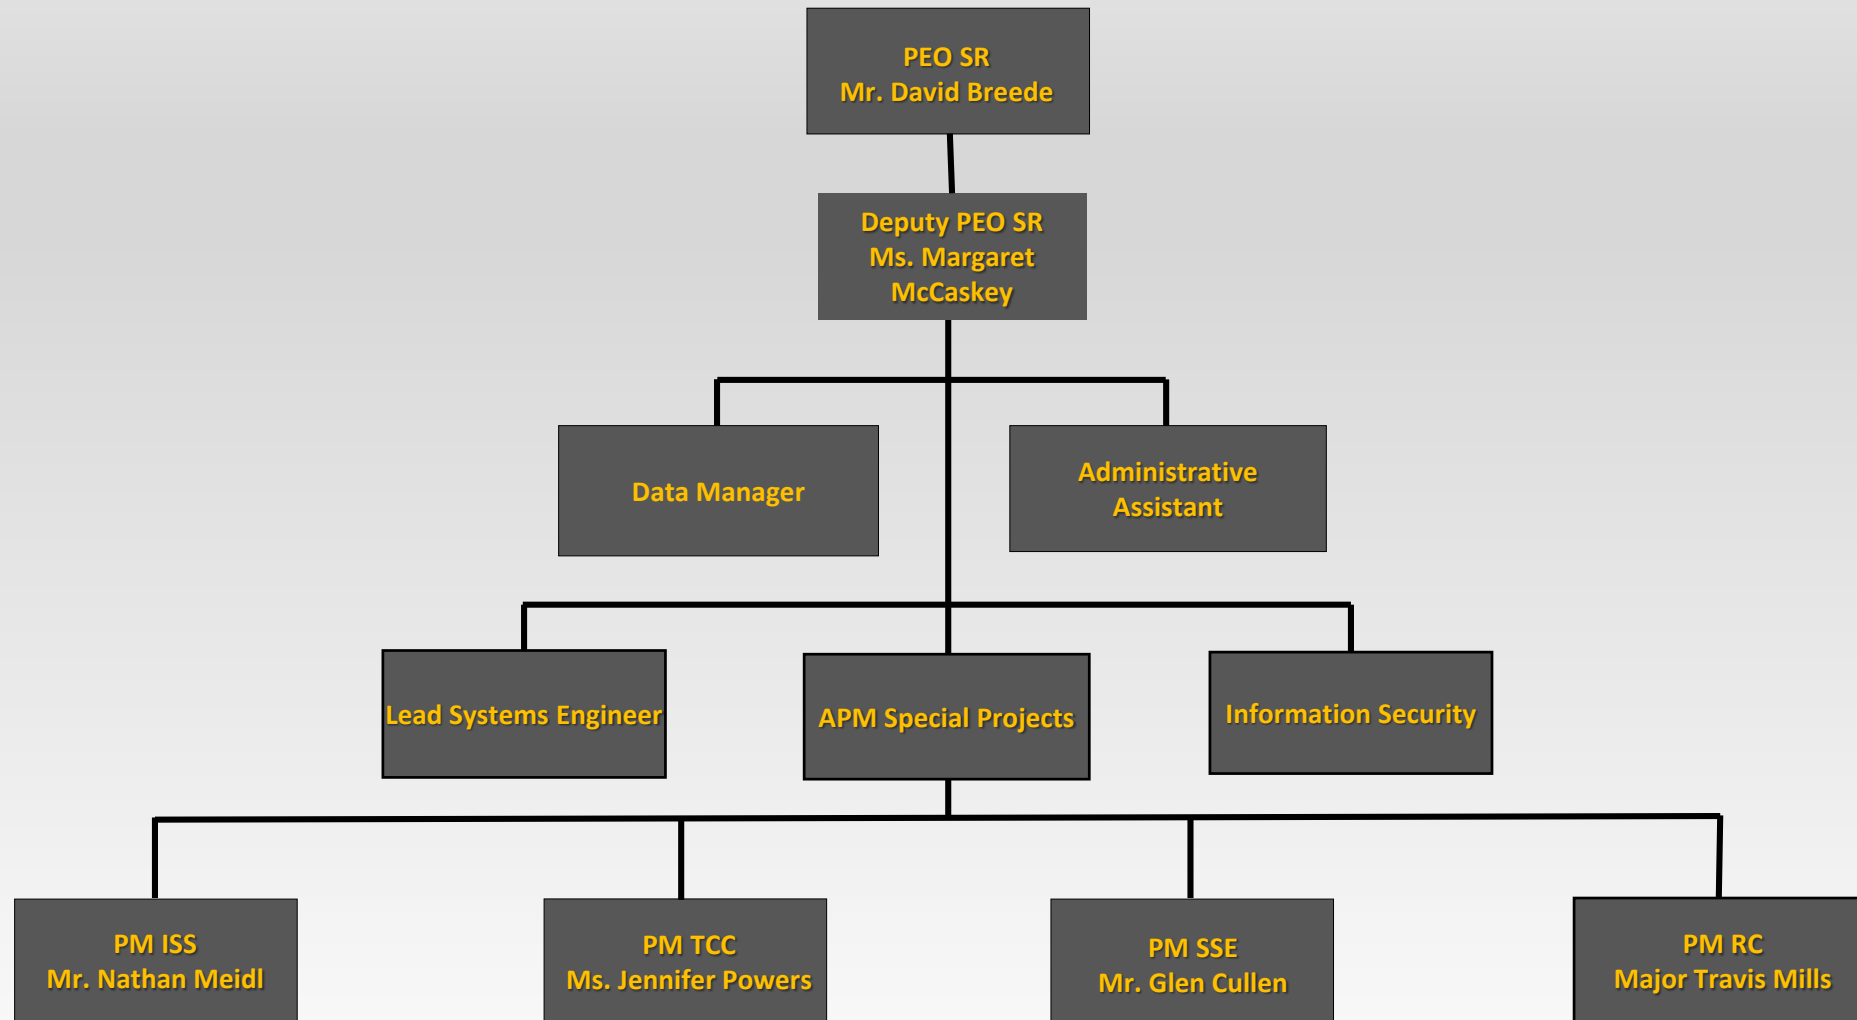 PEO SR
Mr. David Breede
Deputy PEO SR
Ms. Margaret
McCaskey
Data Manager
Administrative
Assistant
Lead Systems Engineer
APM Special Projects
Information Security
PM ISS
Mr. Nathan Meidl
PM TCC
Ms. Jennifer Powers
PM SSE
Mr. Glen Cullen
PM RC
Major Travis Mills